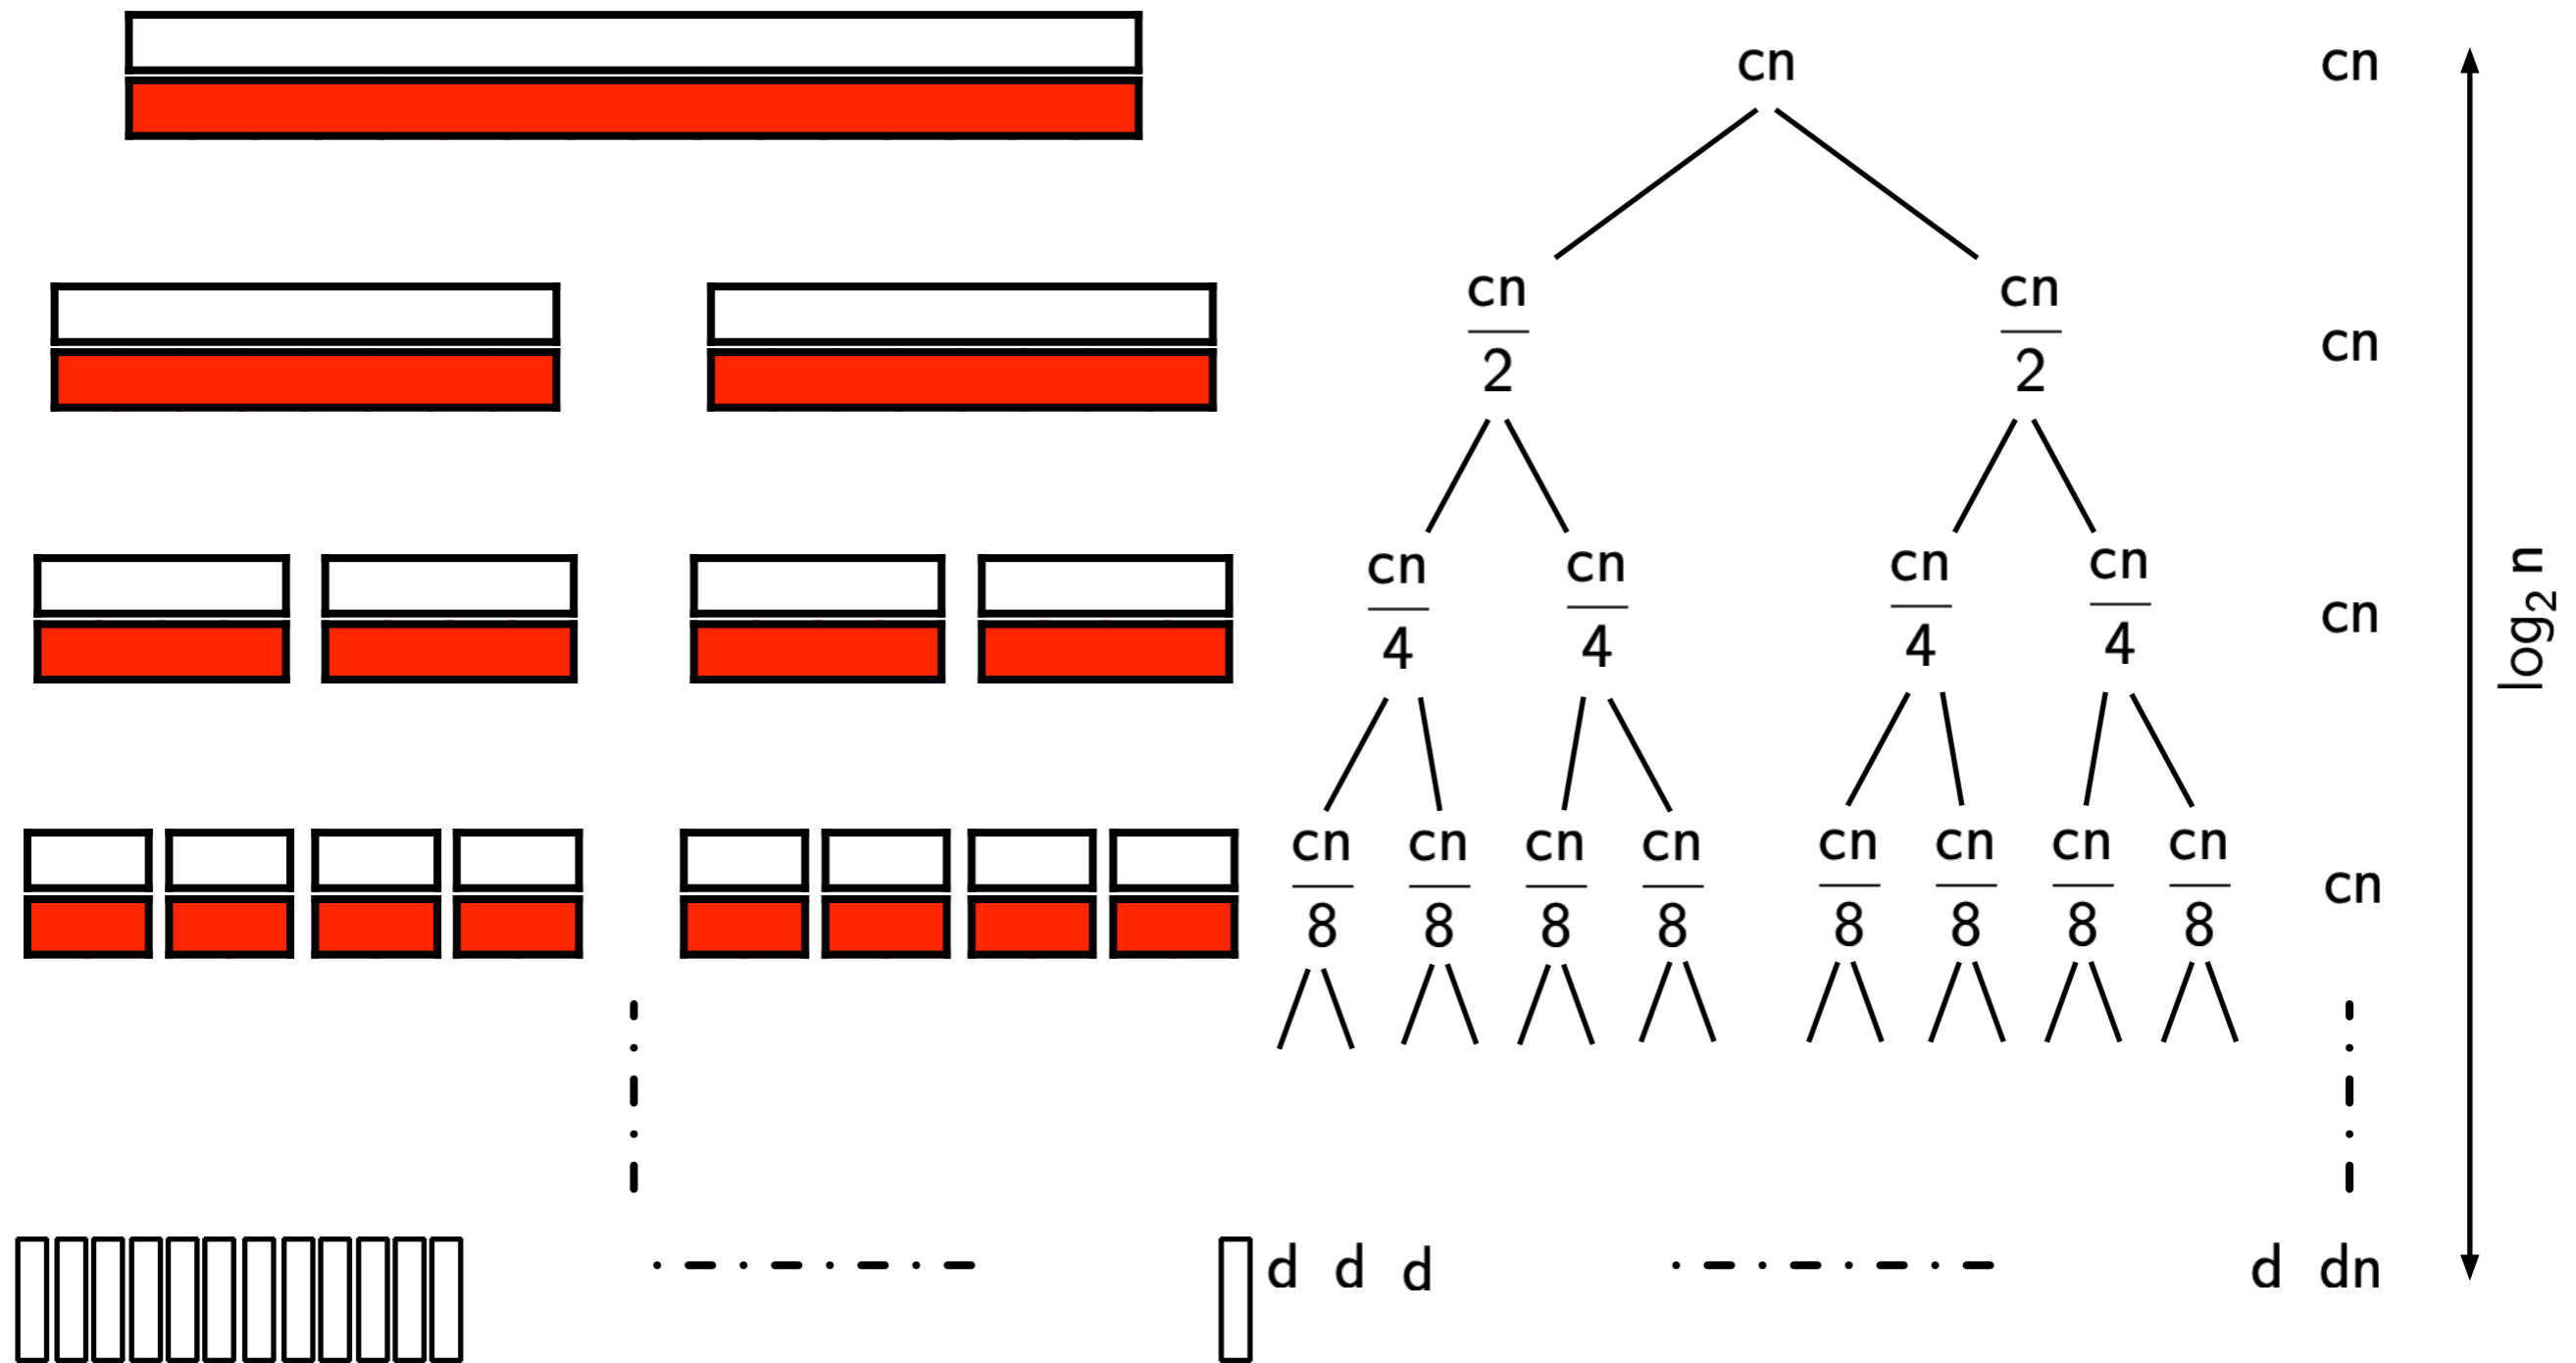 cn cn
cn/2 cn/2 cn
cn/4 cn/4 cn/4 cn/4 cn
cn/8 cn/8 cn/8 cn/8 cn/8 cn/8 cn/8 cn/8 cn
d d d d dn
log₂ n